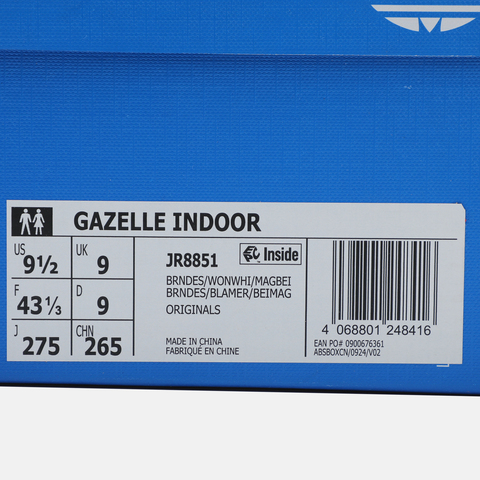 GAZELLE INDOOR
US 9½ UK 9
F 43⅓ D 9
J 275 CHN 265
JR8851
Inside
BRNDES/WONWHI/MAGBEI
BRNDES/BLAMER/BEIMAG
ORIGINALS
MADE IN CHINA
FABRIQUÉ EN CHINE
4 068801 248416
EAN PO# 0900676361
ABSBOXCN/0924/V02